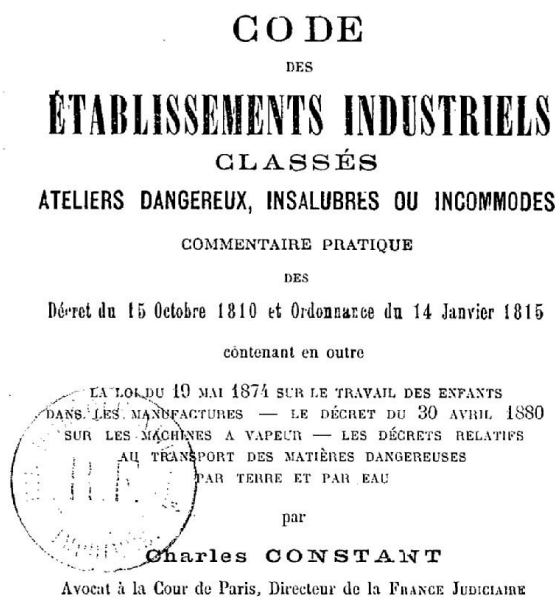 CODE
DES
ÉTABLISSEMENTS INDUSTRIELS
CLASSÉS
ATELIERS DANGEREUX, INSALUBRES OU INCOMMODES
COMMENTAIRE PRATIQUE
DES
Décret du 15 Octobre 1810 et Ordonnance du 14 Janvier 1815
contenant en outre
LA LOI DU 19 MAI 1874 SUR LE TRAVAIL DES ENFANTS
DANS LES MANUFACTURES — LE DÉCRET DU 30 AVRIL 1880
SUR LES MACHINES A VAPEUR — LES DÉCRETS RELATIFS
AU TRANSPORT DES MATIÈRES DANGEREUSES
PAR TERRE ET PAR EAU
par
Charles CONSTANT
Avocat à la Cour de Paris, Directeur de la FRANCE JUDICIAIRE